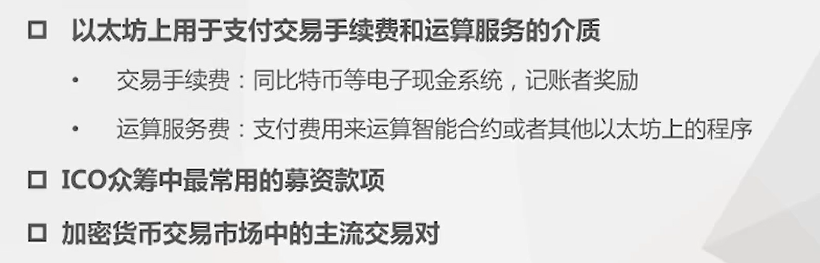 以太坊上用于支付交易手续费和运算服务的介质
• 交易手续费：同比特币等电子现金系统，记账者奖励
• 运算服务费：支付费用来运算智能合约或者其他以太坊上的程序
ICO众筹中最常用的募资款项
加密货币交易市场中的主流交易对